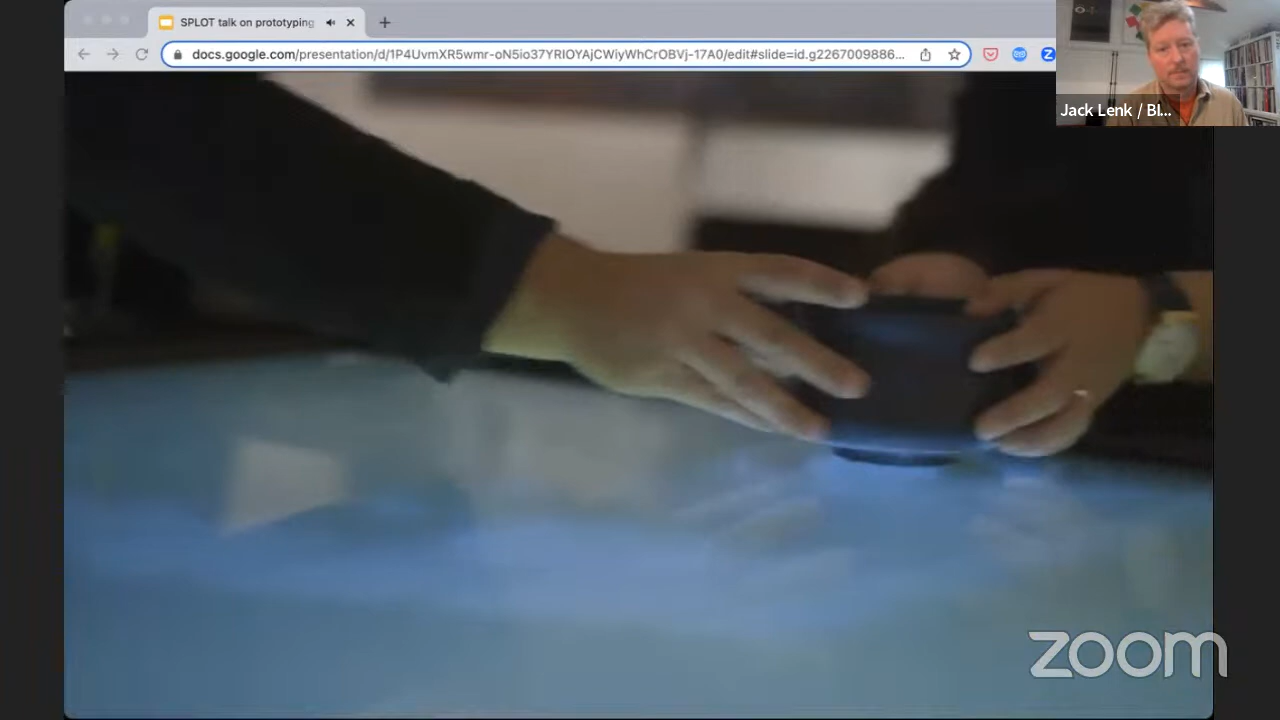 SPLOT talk on prototyping
docs.google.com/presentation/d/1P4UvmXR5wmr-oN5io37YRIOYAjCWiyWhCrOBVj-17A0/edit#slide=id.g2267009886...
Jack Lenk / Bl...
zoom